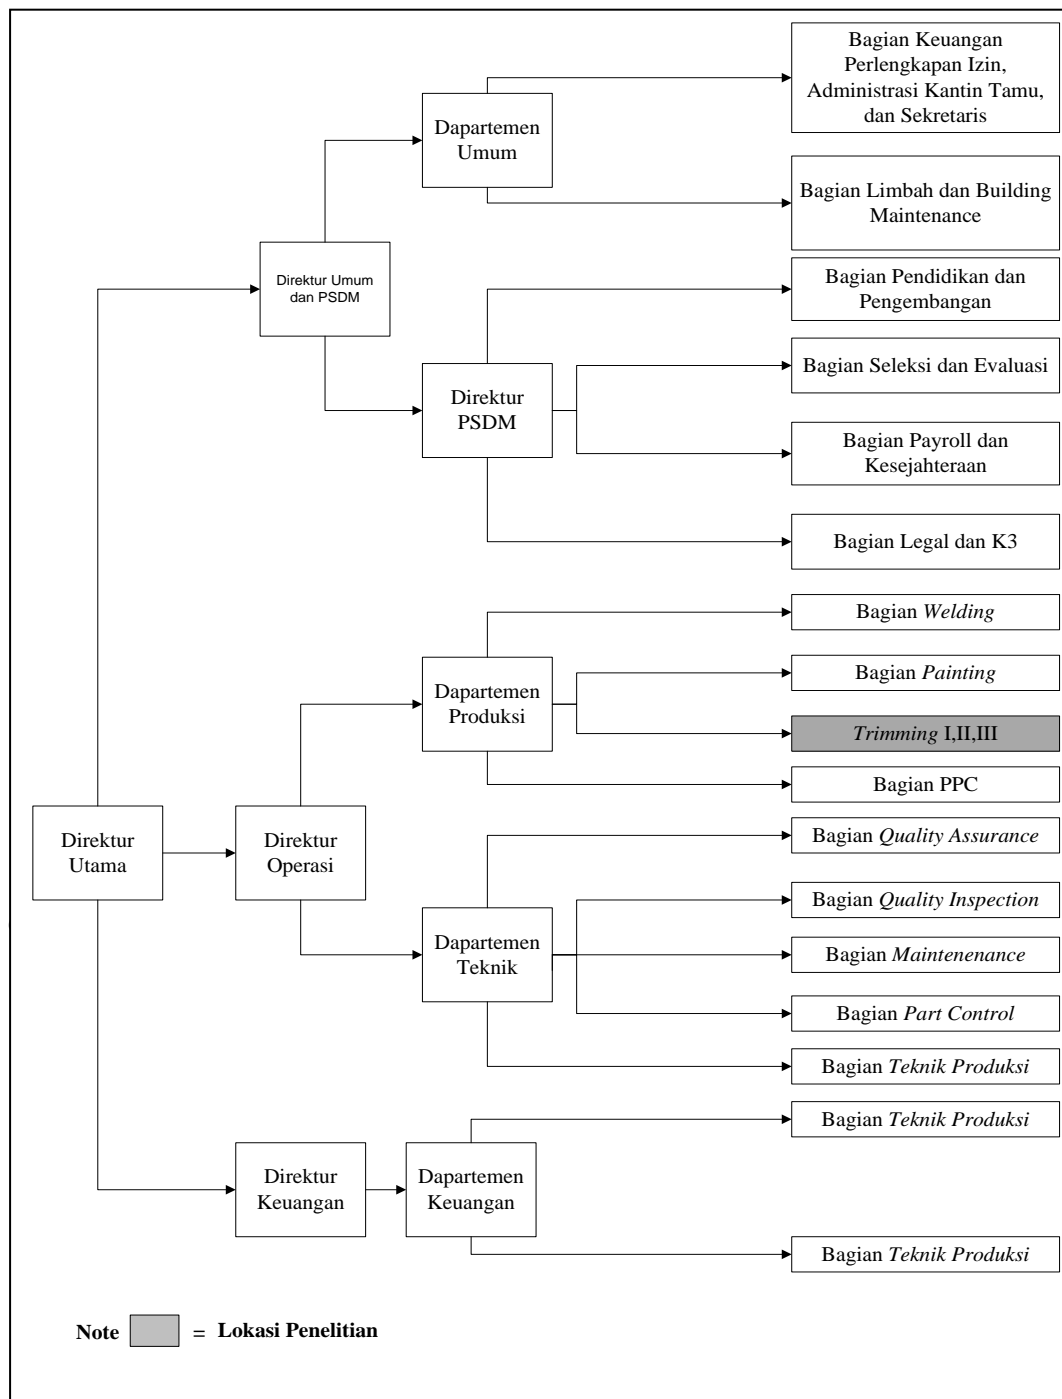 Bagian Keuangan
Perlengkapan Izin,
Administrasi Kantin Tamu,
dan Sekretaris
Dapartemen
Umum
Bagian Limbah dan Building
Maintenance
Direktur Umum
dan PSDM
Bagian Pendidikan dan
Pengembangan
Direktur
PSDM
Bagian Seleksi dan Evaluasi
Bagian Payroll dan
Kesejahteraan
Bagian Legal dan K3
Bagian Welding
Dapartemen
Produksi
Bagian Painting
Trimming I,II,III
Bagian PPC
Direktur
Utama
Direktur
Operasi
Bagian Quality Assurance
Bagian Quality Inspection
Dapartemen
Teknik
Bagian Maintenenance
Bagian Part Control
Bagian Teknik Produksi
Bagian Teknik Produksi
Direktur
Keuangan
Dapartemen
Keuangan
Bagian Teknik Produksi
Note = Lokasi Penelitian